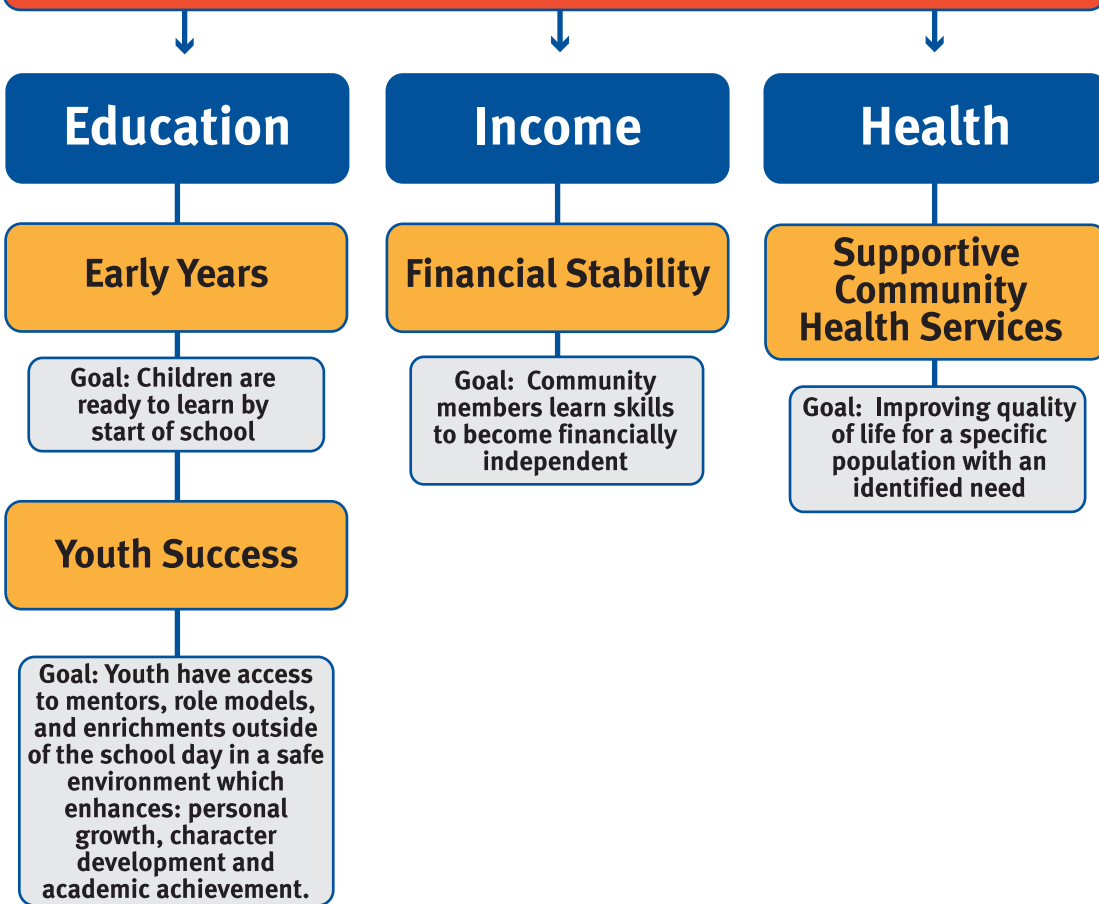 Education
Early Years
Goal: Children are
ready to learn by
start of school
Youth Success
Goal: Youth have access
to mentors, role models,
and enrichments outside
of the school day in a safe
environment which
enhances: personal
growth, character
development and
academic achievement.
Income
Financial Stability
Goal:  Community
members learn skills
to become financially
independent
Health
Supportive
Community
Health Services
Goal:  Improving quality
of life for a specific
population with an
identified need